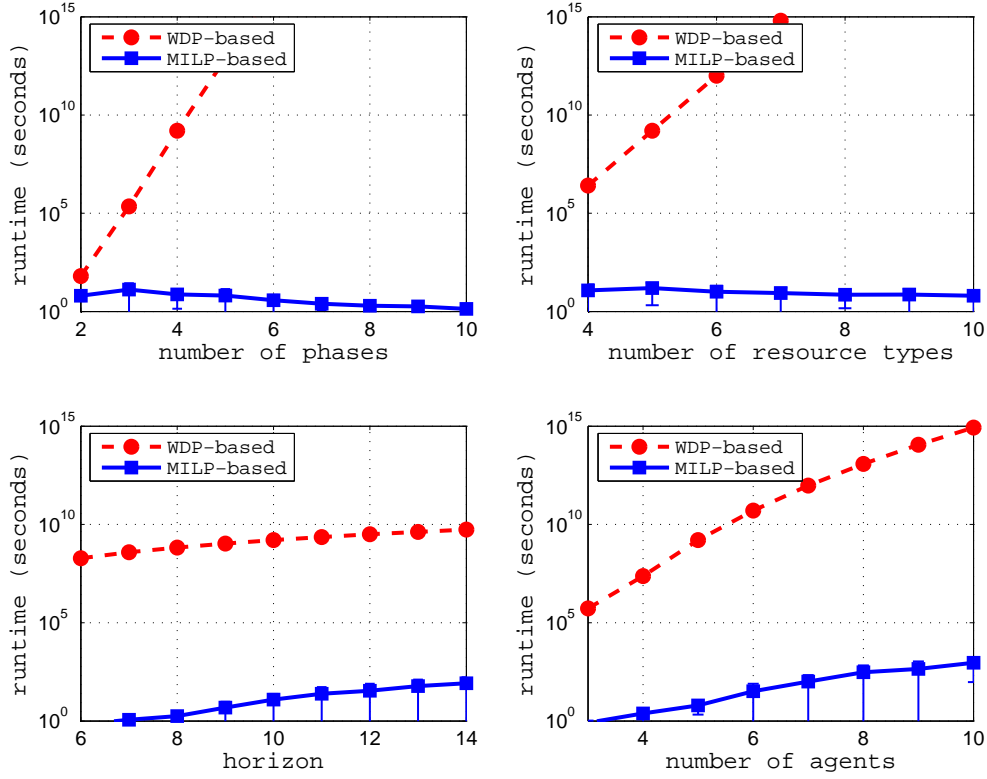 10^15
WDP-based
MILP-based
10^10
10^5
10^0
runtime (seconds)
2 4 6 8 10
number of phases
10^15
WDP-based
MILP-based
10^10
10^5
10^0
runtime (seconds)
4 6 8 10
number of resource types
10^15
WDP-based
MILP-based
10^10
10^5
10^0
runtime (seconds)
6 8 10 12 14
horizon
10^15
WDP-based
MILP-based
10^10
10^5
10^0
runtime (seconds)
4 6 8 10
number of agents